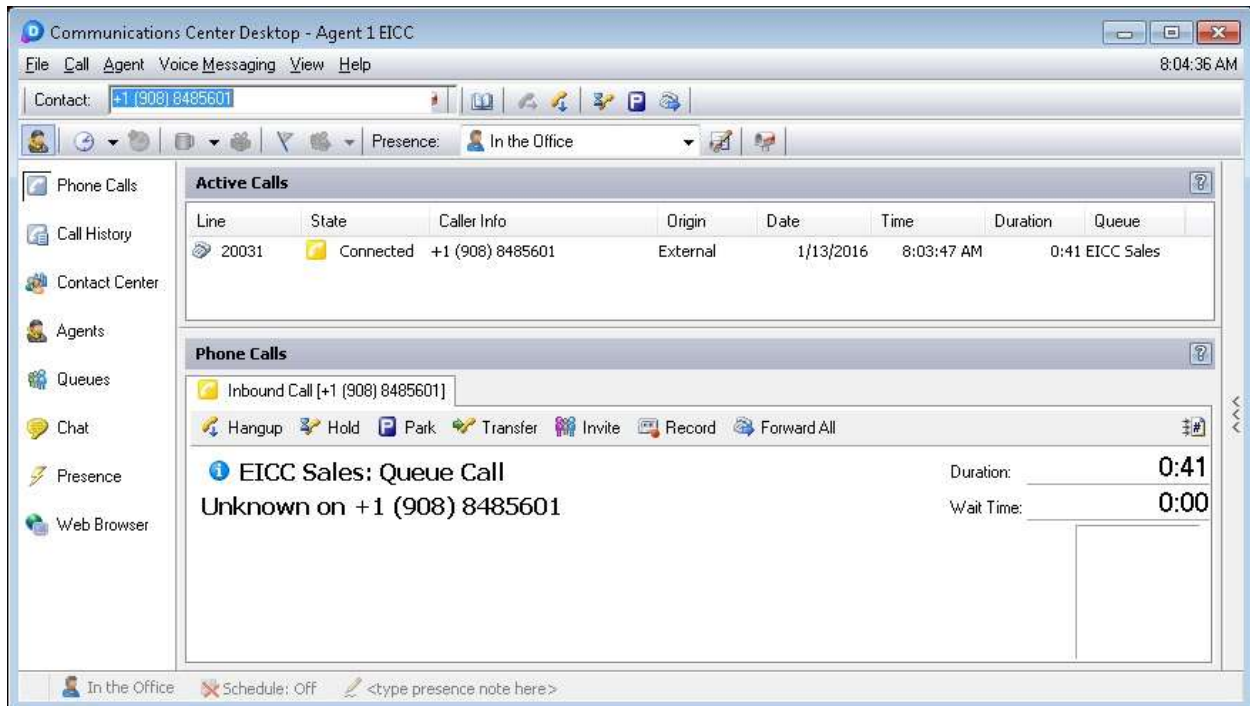 Communications Center Desktop - Agent 1 EICC
File Call Agent Voice Messaging View Help 8:04:36 AM
Contact: +1 (908) 8485601
Presence: In the Office
Phone Calls
Call History
Contact Center
Agents
Queues
Chat
Presence
Web Browser
Active Calls
Line State Caller Info Origin Date Time Duration Queue
20031 Connected +1 (908) 8485601 External 1/13/2016 8:03:47 AM 0:41 EICC Sales
Phone Calls
Inbound Call [+1 (908) 8485601]
Hangup Hold Park Transfer Invite Record Forward All
EICC Sales: Queue Call
Duration: 0:41
Unknown on +1 (908) 8485601
Wait Time: 0:00
In the Office Schedule: Off <type presence note here>